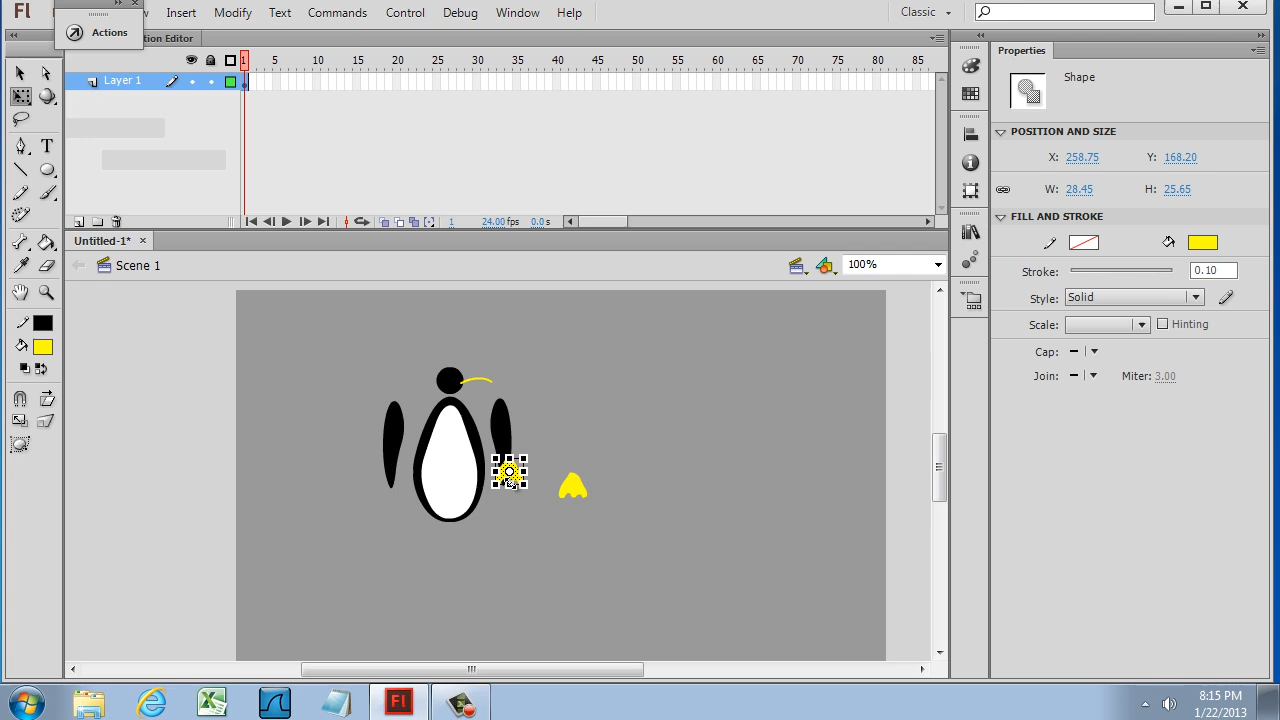 Fl w Insert Modify Text Commands Control Debug Window Help Classic
Actions
tion Editor
Properties
1 5 10 15 20 25 30 35 40 45 50 55 60 65 70 75 80 85
Layer 1
Shape
POSITION AND SIZE
X: 258.75 Y: 168.20
W: 28.45 H: 25.65
T
FILL AND STROKE
1 24.00 fps 0.0 s
Untitled-1* ×
Scene 1
100%
Stroke: 0.10
Style: Solid
Scale: Hinting
Cap:
Join: Miter: 3.00
Fl
8:15 PM
1/22/2013